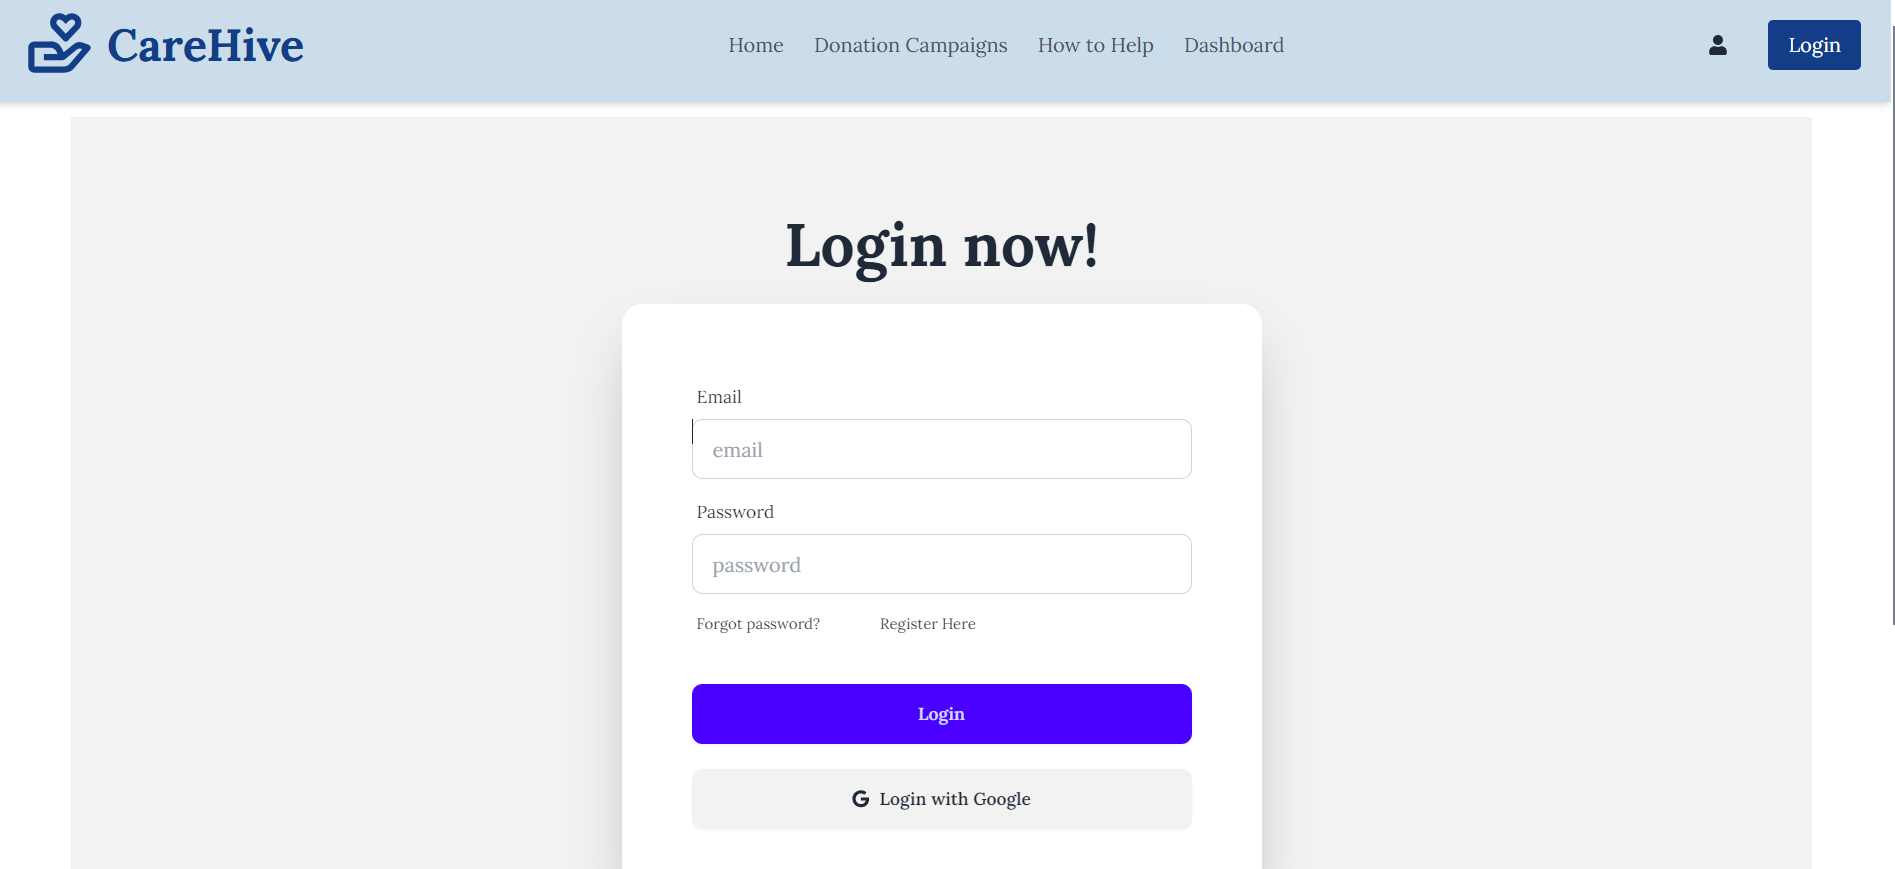 CareHive
Home Donation Campaigns How to Help Dashboard
Login
Login now!
Email
email
Password
password
Forgot password? Register Here
Login
Login with Google